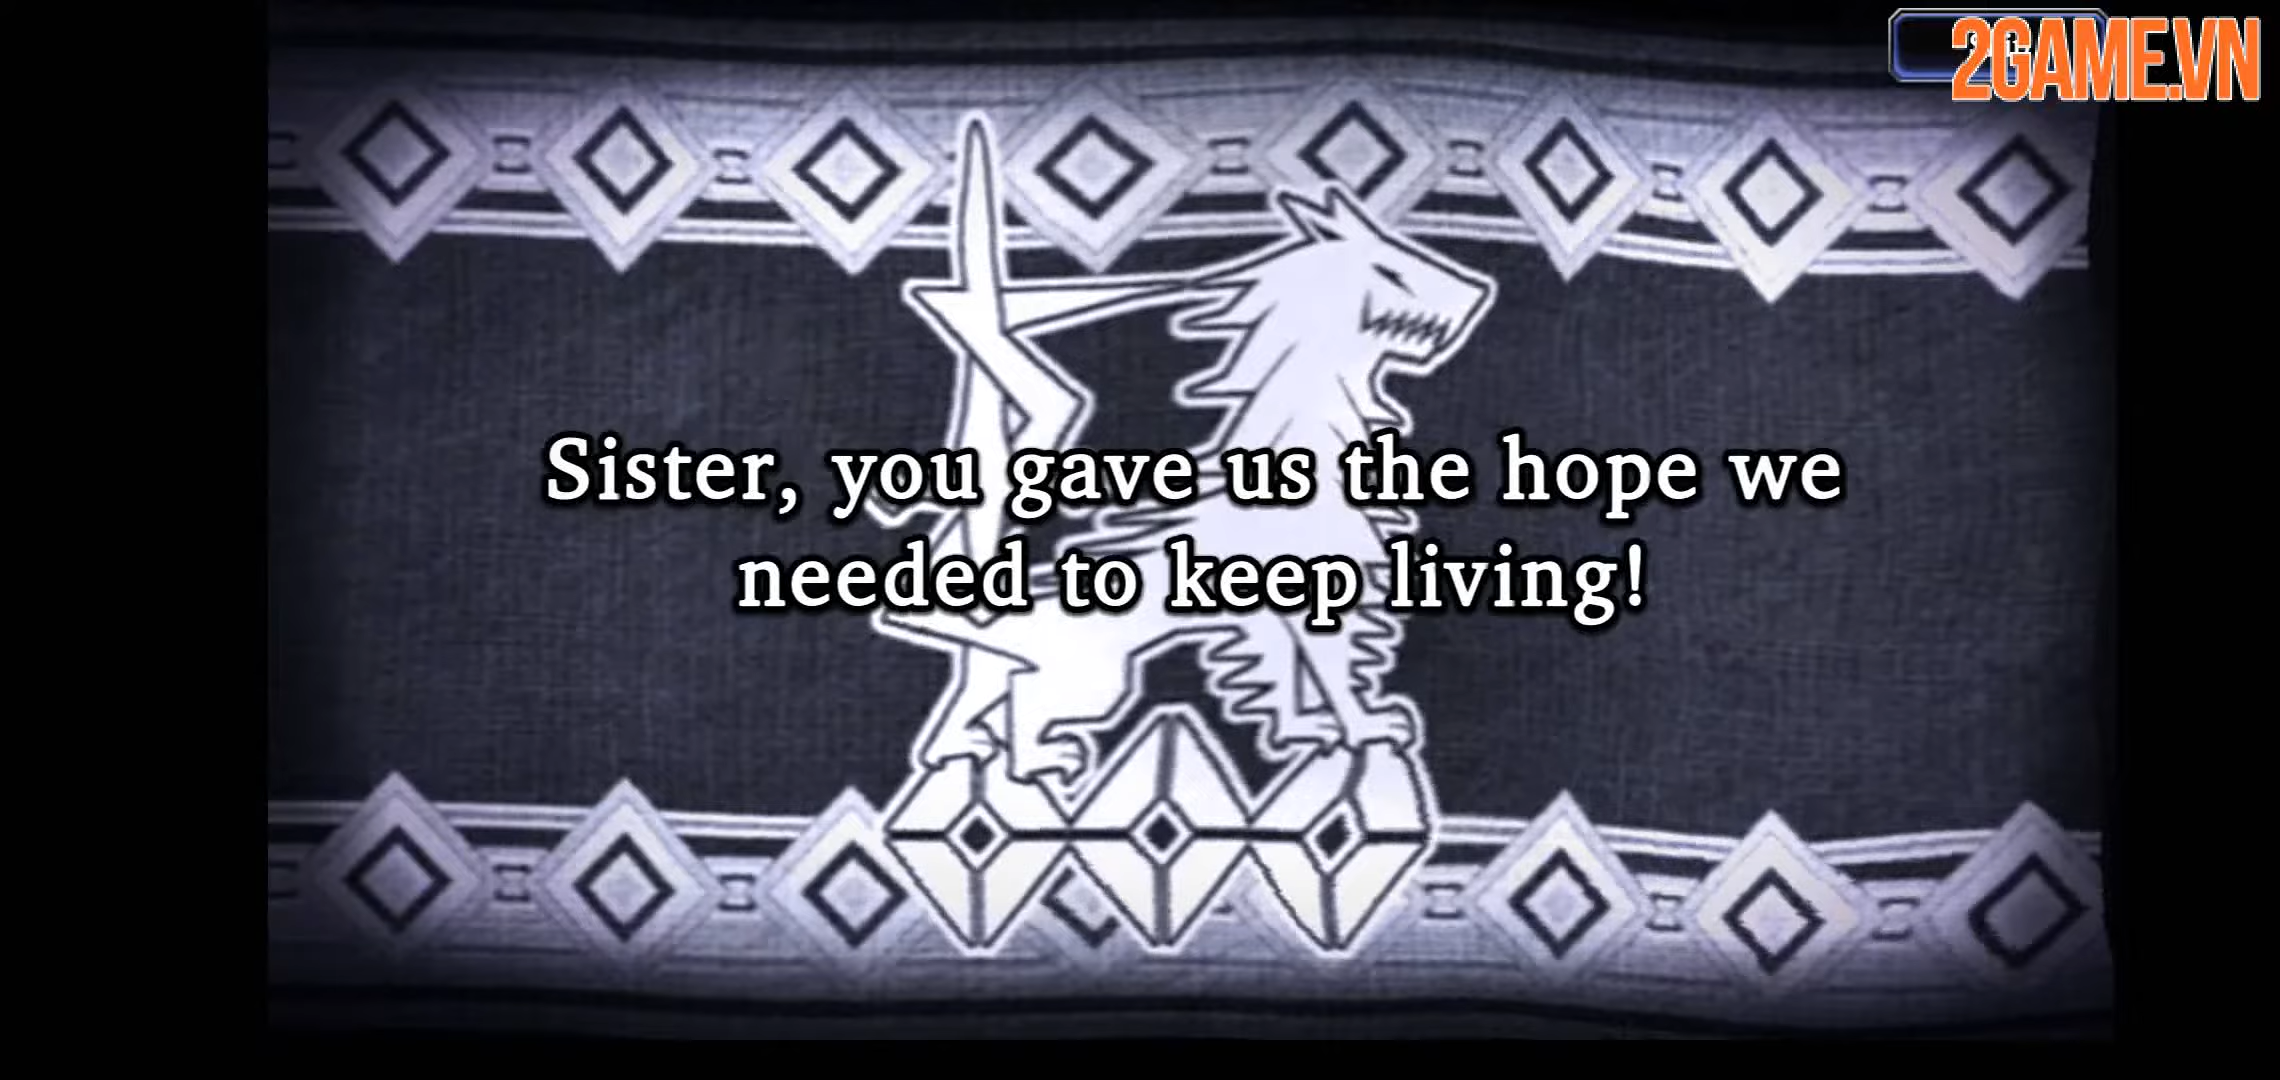 2GAME.VN
Sister, you gave us the hope we
needed to keep living!